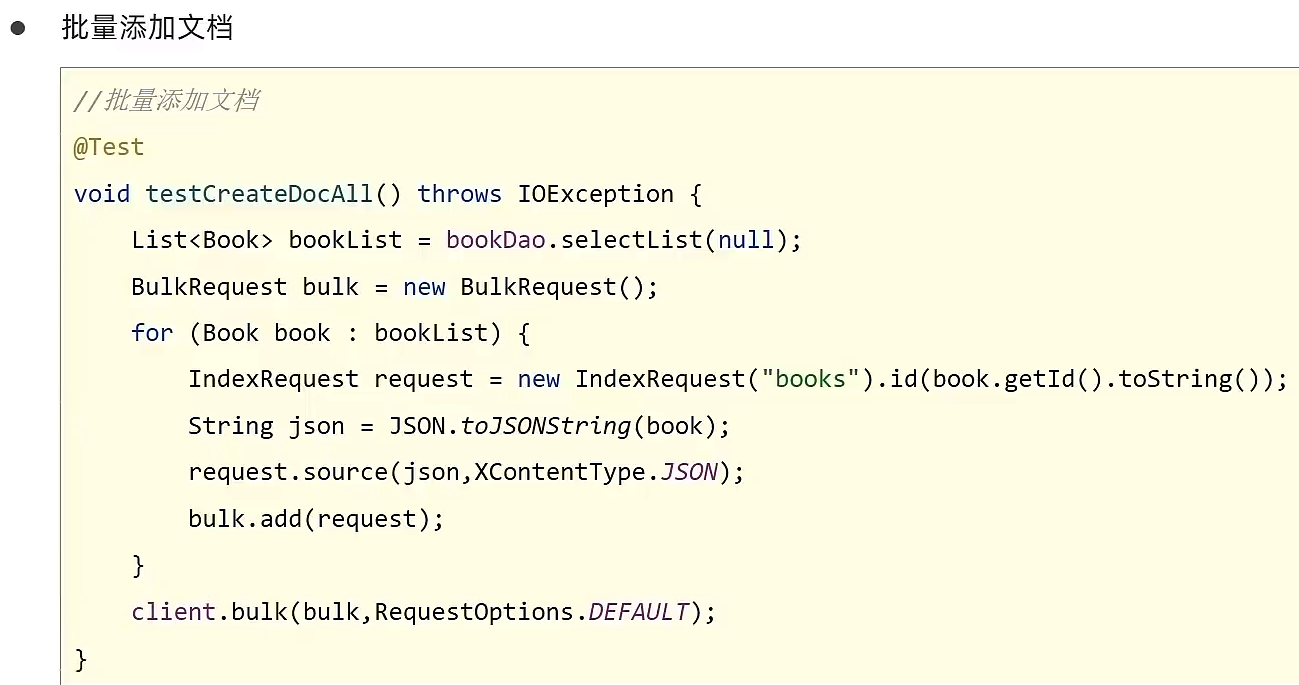 ● 批量添加文档
//批量添加文档
@Test
void testCreateDocAll() throws IOException {
    List<Book> bookList = bookDao.selectList(null);
    BulkRequest bulk = new BulkRequest();
    for (Book book : bookList) {
        IndexRequest request = new IndexRequest("books").id(book.getId().toString());
        String json = JSON.toJSONString(book);
        request.source(json,XContentType.JSON);
        bulk.add(request);
    }
    client.bulk(bulk,RequestOptions.DEFAULT);
}